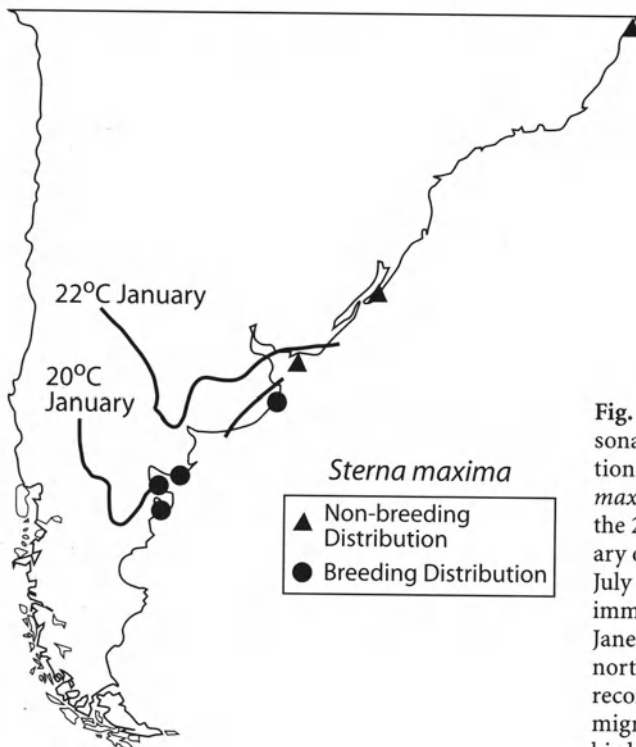 22°C January
20°C
January
Sterna maxima
Non-breeding
Distribution
Breeding Distribution
Fig.
sona
tion
max
the 2
ary o
July
imm
Jane
nort
reco
migr